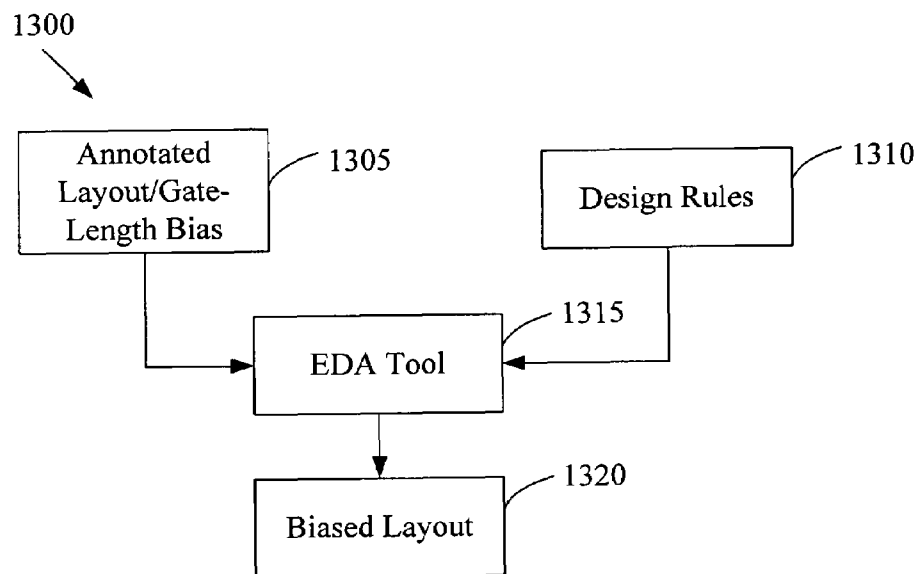 1300
Annotated
Layout/Gate-
Length Bias
1305
Design Rules
1310
EDA Tool
1315
Biased Layout
1320